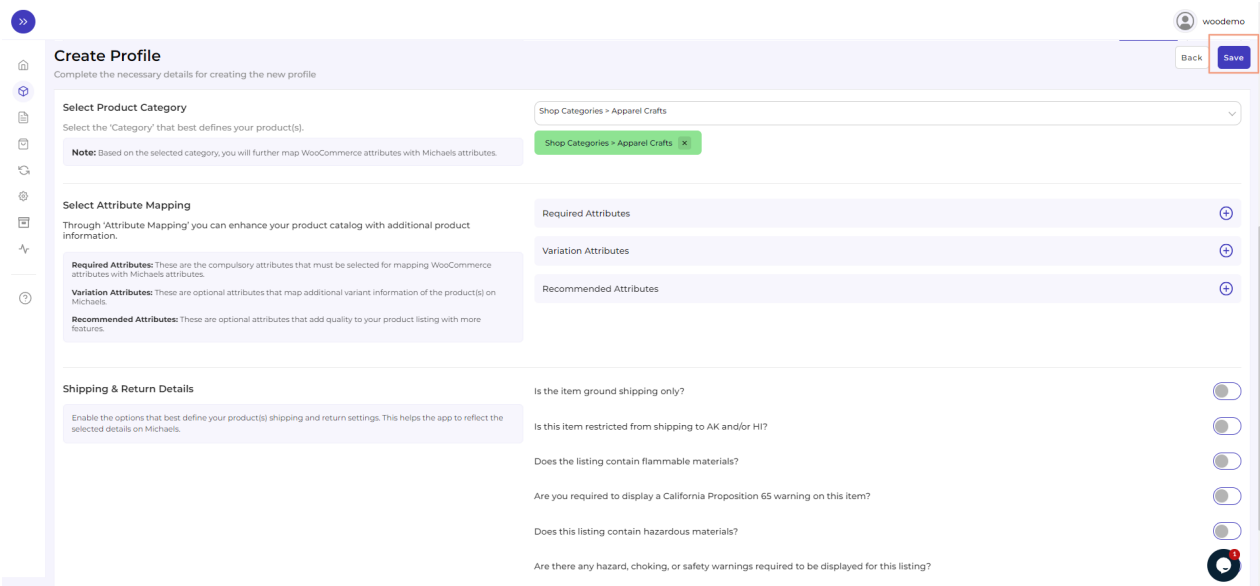 woodemo
Create Profile
Complete the necessary details for creating the new profile
Back
Save
Select Product Category
Select the 'Category' that best defines your product(s).
Note: Based on the selected category, you will further map WooCommerce attributes with Michaels attributes.
Shop Categories > Apparel Crafts
Shop Categories > Apparel Crafts
Select Attribute Mapping
Through 'Attribute Mapping' you can enhance your product catalog with additional product
information.
Required Attributes: These are the compulsory attributes that must be selected for mapping WooCommerce
attributes with Michaels attributes.
Variation Attributes: These are optional attributes that map additional variant information of the product(s) on
Michaels.
Recommended Attributes: These are optional attributes that add quality to your product listing with more
features.
Required Attributes
Variation Attributes
Recommended Attributes
Shipping & Return Details
Enable the options that best define your product(s) shipping and return settings. This helps the app to reflect the
selected details on Michaels.
Is the item ground shipping only?
Is this item restricted from shipping to AK and/or HI?
Does the listing contain flammable materials?
Are you required to display a California Proposition 65 warning on this item?
Does this listing contain hazardous materials?
Are there any hazard, choking, or safety warnings required to be displayed for this listing?
1